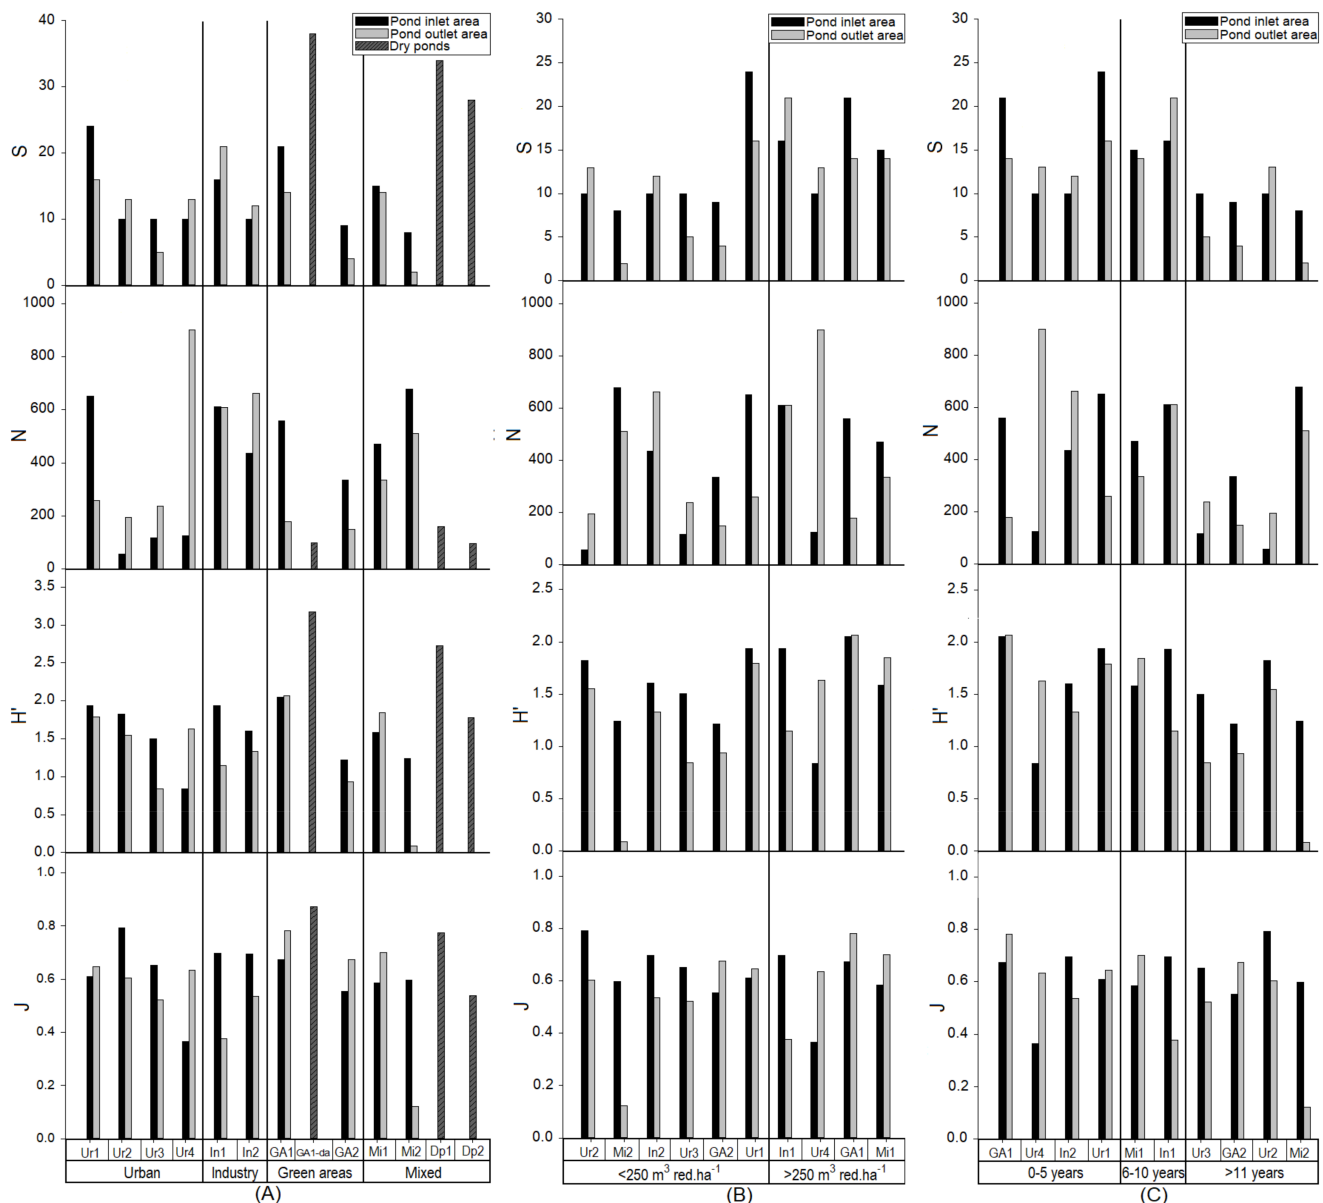 Pond inlet area
Pond outlet area
Dry ponds
S
40
30
20
10
0
N
1000
800
600
400
200
0
H'
3.5
3.0
2.5
2.0
1.5
1.0
0.5
0.0
J
1.0
0.8
0.6
0.4
0.2
0.0
Ur1 Ur2 Ur3 Ur4 In1 In2 GA1 GA1-da GA2 Mi1 Mi2 Dp1 Dp2
Urban Industry Green areas Mixed
(A)
Pond inlet area
Pond outlet area
S
30
25
20
15
10
5
0
N
1000
800
600
400
200
0
H'
2.5
2.0
1.5
1.0
0.5
0.0
J
1.0
0.8
0.6
0.4
0.2
0.0
Ur2 Mi2 In2 Ur3 GA2 Ur1 In1 Ur4 GA1 Mi1
<250 m³ red.ha⁻¹ >250 m³ red.ha⁻¹
(B)
Pond inlet area
Pond outlet area
S
30
25
20
15
10
5
0
N
1000
800
600
400
200
0
H'
2.5
2.0
1.5
1.0
0.5
0.0
J
1.0
0.8
0.6
0.4
0.2
0.0
GA1 Ur4 In2 Ur1 Mi1 In1 Ur3 GA2 Ur2 Mi2
0-5 years 6-10 years >11 years
(C)